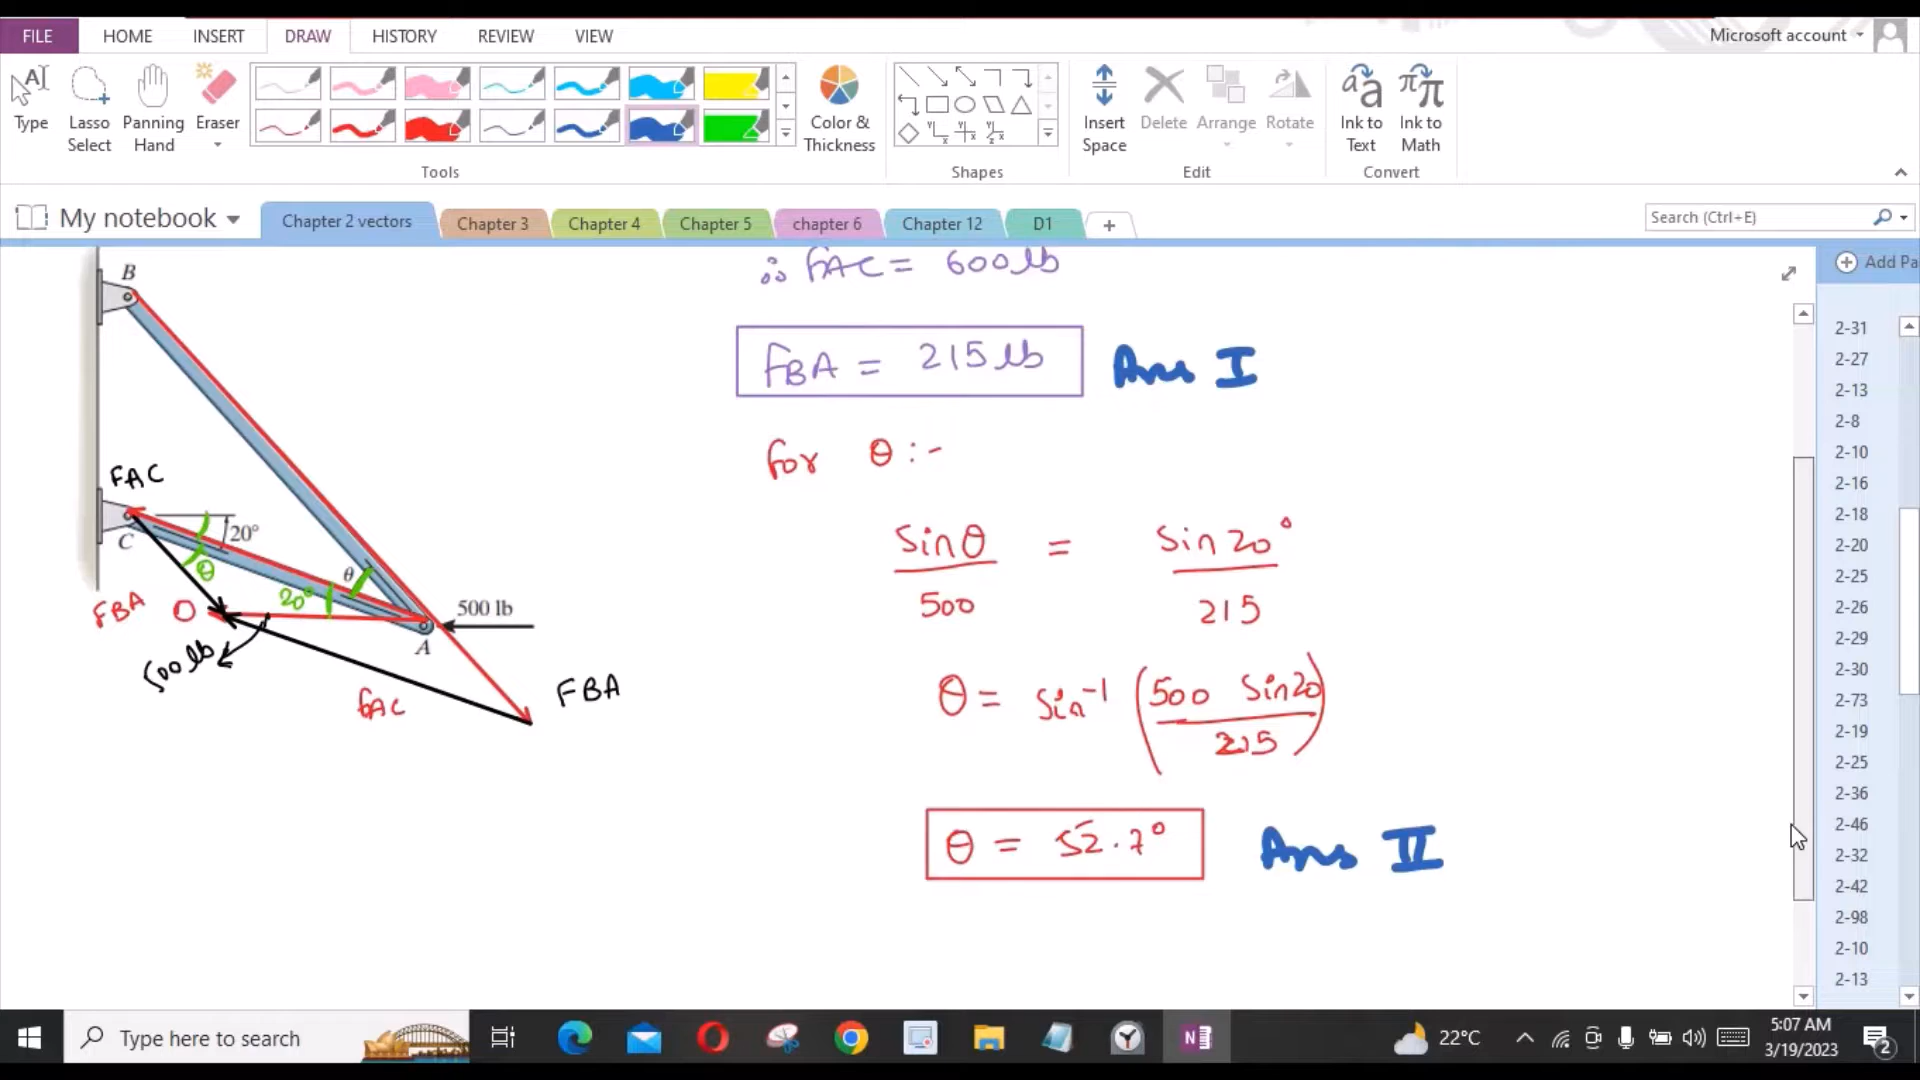 FILE HOME INSERT DRAW HISTORY REVIEW VIEW Microsoft account
Type Lasso Select Panning Hand Eraser
Color & Thickness
Insert Space Delete Arrange Rotate
Ink to Text Ink to Math
Tools Shapes Edit Convert
My notebook Chapter 2 vectors Chapter 3 Chapter 4 Chapter 5 chapter 6 Chapter 12 D1 + Search (Ctrl+E)
Add Pa
∴ FAC = 600 lb
FBA = 215 lb Ans I
For θ :-
Sinθ = Sin 20°
500 215
θ = Sin⁻¹ (500 Sin20
215)
θ = 52.7° Ans II
B
FAC
C
20°
θ
θ
20°
FBA O
500 lb
A
500 lb
FAC
FBA
2-31
2-27
2-13
2-8
2-10
2-16
2-18
2-20
2-25
2-26
2-29
2-30
2-73
2-19
2-25
2-36
2-46
2-32
2-42
2-98
2-10
2-13
Type here to search
N
22°C
5:07 AM
3/19/2023
2